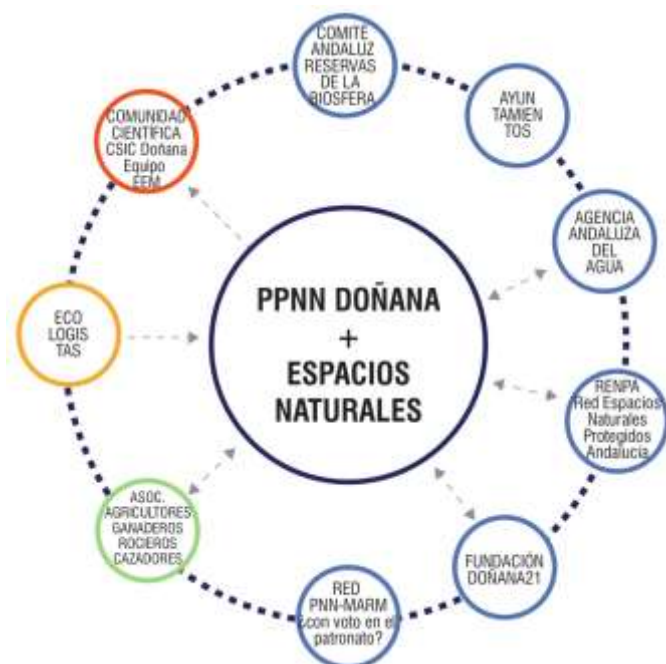 COMITÉ
ANDALUZ
RESERVAS
DE LA
BIOSFERA
AYUN
TAMIEN
TOS
AGENCIA
ANDALUZA
DEL
AGUA
RENPA
Red Espacios
Naturales
Protegidos
Andalucía
FUNDACIÓN
DOÑANA21
RED
PNN-MARM
¿con voto en el
patronato?
ASOC.
AGRICULTORES
GANADEROS
ROCIEROS
CAZADORES
ECO
LOGIS
TAS
COMUNIDAD
CIENTÍFICA
CSIC Doñana
Equipo
EEM
PPNN DOÑANA
+
ESPACIOS
NATURALES